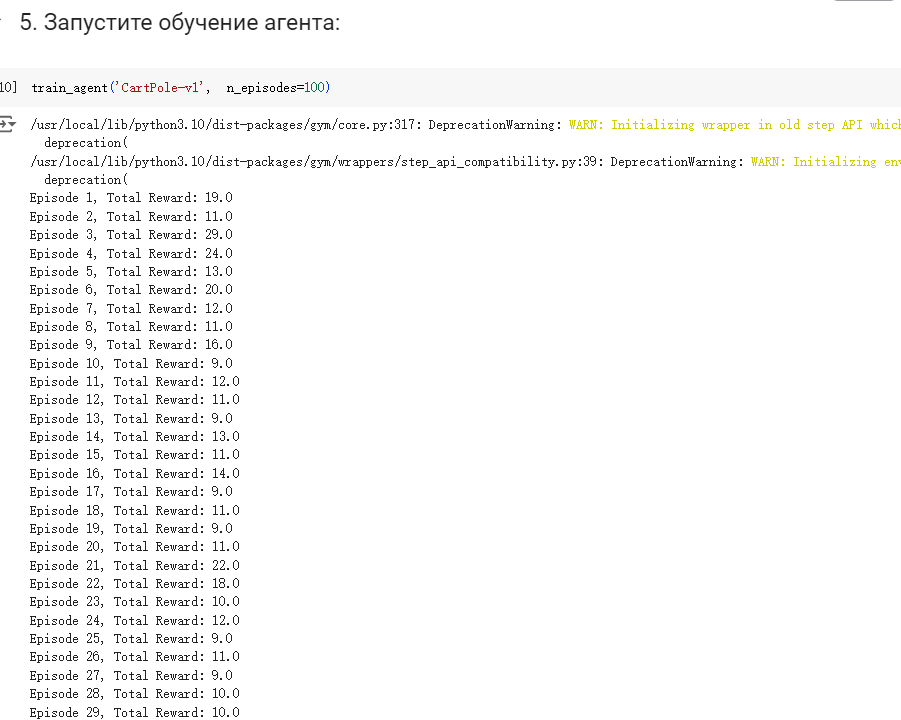 5. Запустите обучение агента:
10] train_agent('CartPole-v1', n_episodes=100)
/usr/local/lib/python3.10/dist-packages/gym/core.py:317: DeprecationWarning: WARN: Initializing wrapper in old step API which
deprecation(
/usr/local/lib/python3.10/dist-packages/gym/wrappers/step_api_compatibility.py:39: DeprecationWarning: WARN: Initializing env
deprecation(
Episode 1, Total Reward: 19.0
Episode 2, Total Reward: 11.0
Episode 3, Total Reward: 29.0
Episode 4, Total Reward: 24.0
Episode 5, Total Reward: 13.0
Episode 6, Total Reward: 20.0
Episode 7, Total Reward: 12.0
Episode 8, Total Reward: 11.0
Episode 9, Total Reward: 16.0
Episode 10, Total Reward: 9.0
Episode 11, Total Reward: 12.0
Episode 12, Total Reward: 11.0
Episode 13, Total Reward: 9.0
Episode 14, Total Reward: 13.0
Episode 15, Total Reward: 11.0
Episode 16, Total Reward: 14.0
Episode 17, Total Reward: 9.0
Episode 18, Total Reward: 11.0
Episode 19, Total Reward: 9.0
Episode 20, Total Reward: 11.0
Episode 21, Total Reward: 22.0
Episode 22, Total Reward: 18.0
Episode 23, Total Reward: 10.0
Episode 24, Total Reward: 12.0
Episode 25, Total Reward: 9.0
Episode 26, Total Reward: 11.0
Episode 27, Total Reward: 9.0
Episode 28, Total Reward: 10.0
Episode 29, Total Reward: 10.0